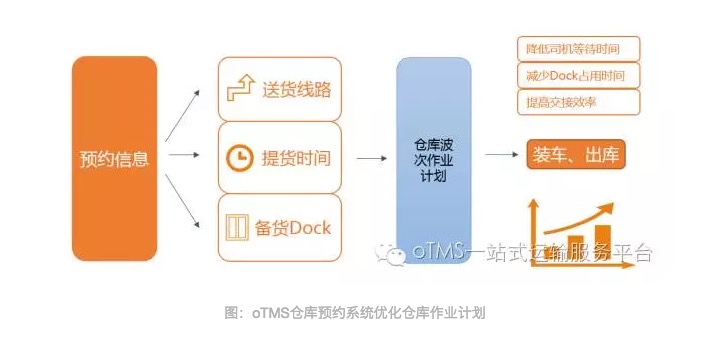 预约信息
送货线路
提货时间
备货Dock
仓库波
次作业
计划
降低司机等待时间
减少Dock占用时间
提高交接效率
装车、出库
oTMS一站式运输服务平台
图：oTMS仓库预约系统优化仓库作业计划